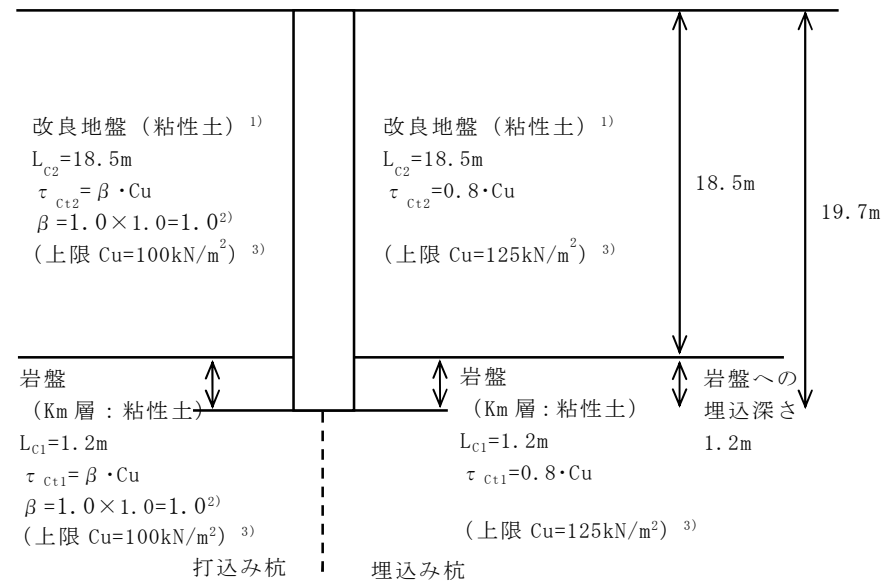 改良地盤（粘性土）1)
LC2=18.5m
τCt2=β・Cu
β=1.0×1.0=1.02)
（上限 Cu=100kN/m2）3)
改良地盤（粘性土）1)
LC2=18.5m
τCt2=0.8・Cu
（上限 Cu=125kN/m2）3)
18.5m
19.7m
岩盤
（Km 層：粘性土）
LC1=1.2m
τCt1=β・Cu
β=1.0×1.0=1.02)
（上限 Cu=100kN/m2）3)
岩盤
（Km 層：粘性土）
LC1=1.2m
τCt1=0.8・Cu
（上限 Cu=125kN/m2）3)
岩盤への
埋込深さ
1.2m
打込み杭
埋込み杭